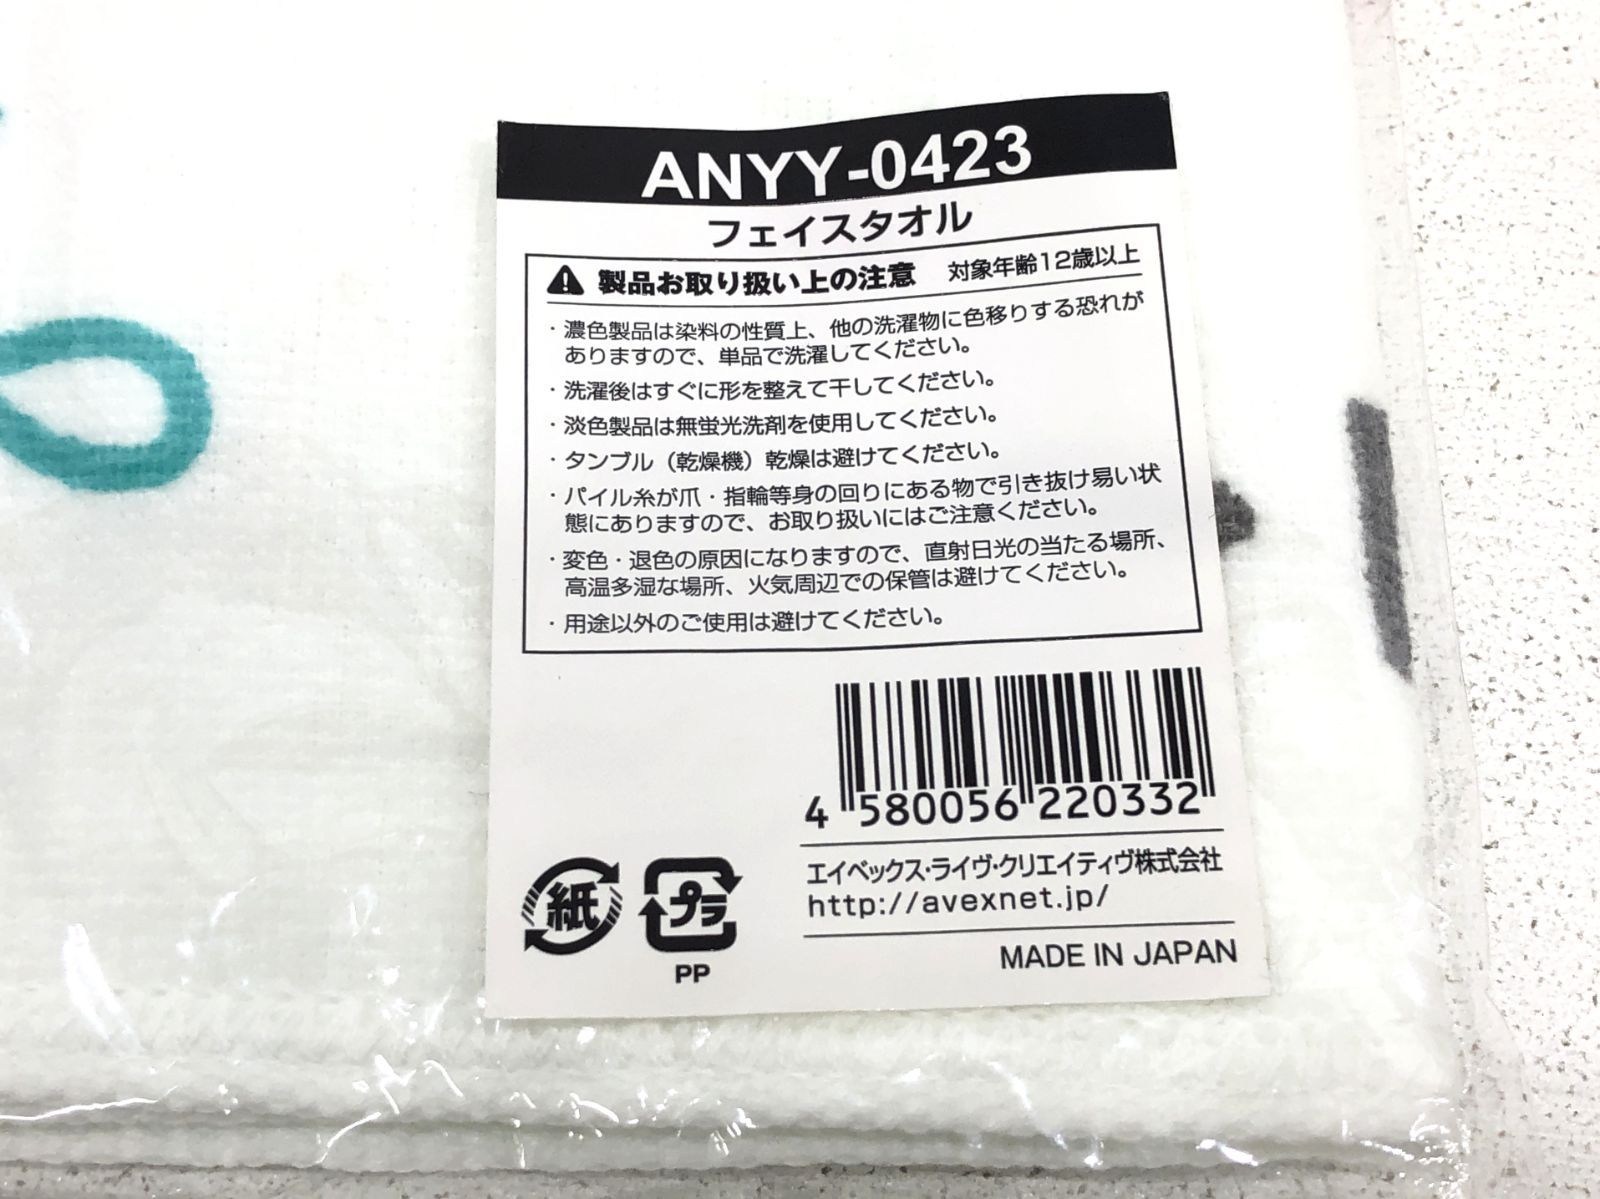 ANYY-0423
フェイスタオル
製品お取り扱い上の注意 対象年齢12歳以上
・濃色製品は染料の性質上、他の洗濯物に色移りする恐れが
ありますので、単品で洗濯してください。
・洗濯後はすぐに形を整えて干してください。
・淡色製品は無蛍光洗剤を使用してください。
・タンブル（乾燥機）乾燥は避けてください。
・パイル糸が爪・指輪等身の回りにある物で引き抜け易い状
態にありますので、お取り扱いにはご注意ください。
・変色・退色の原因になりますので、直射日光の当たる場所、
高温多湿な場所、火気周辺での保管は避けてください。
・用途以外のご使用は避けてください。
4 580056 220332
エイベックス・ライヴ・クリエイティヴ株式会社
http://avexnet.jp/
MADE IN JAPAN
紙 プラ
PP